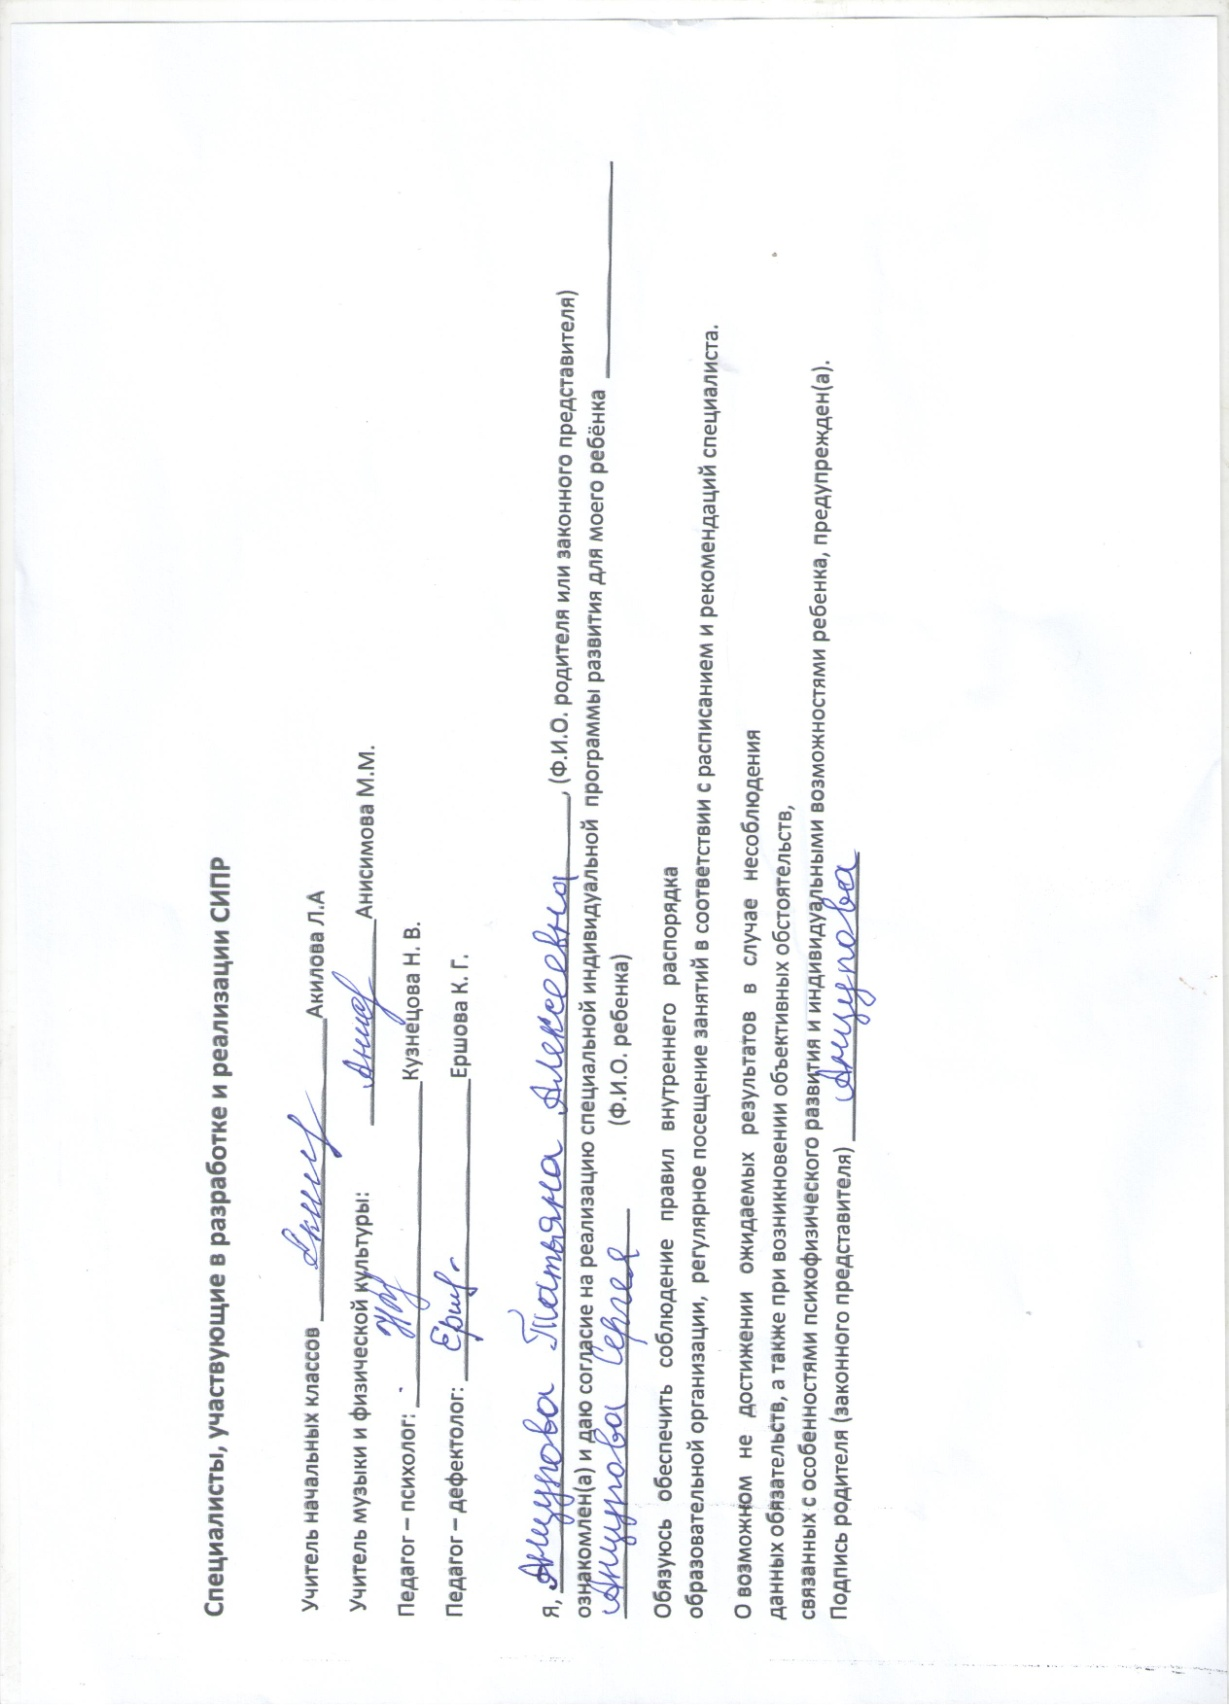 Специалисты, участвующие в разработке и реализации СИПР
Учитель начальных классов Акилова Л.А
Учитель музыки и физической культуры: Анисимова М.М.
Педагог – психолог: Кузнецова Н. В.
Педагог – дефектолог: Ершова К. Г.
Я, Анцупова Татьяна Алексеевна, (Ф.И.О. родителя или законного представителя)
ознакомлен(а) и даю согласие на реализацию специальной индивидуальной программы развития для моего ребёнка
Анцупова Сергея (Ф.И.О. ребенка)
Обязуюсь обеспечить соблюдение правил внутреннего распорядка
образовательной организации, регулярное посещение занятий в соответствии с расписанием и рекомендаций специалиста.
О возможном не достижении ожидаемых результатов в случае несоблюдения
данных обязательств, а также при возникновении объективных обстоятельств,
связанных с особенностями психофизического развития и индивидуальными возможностями ребенка, предупрежден(а).
Подпись родителя (законного представителя) Анцупова